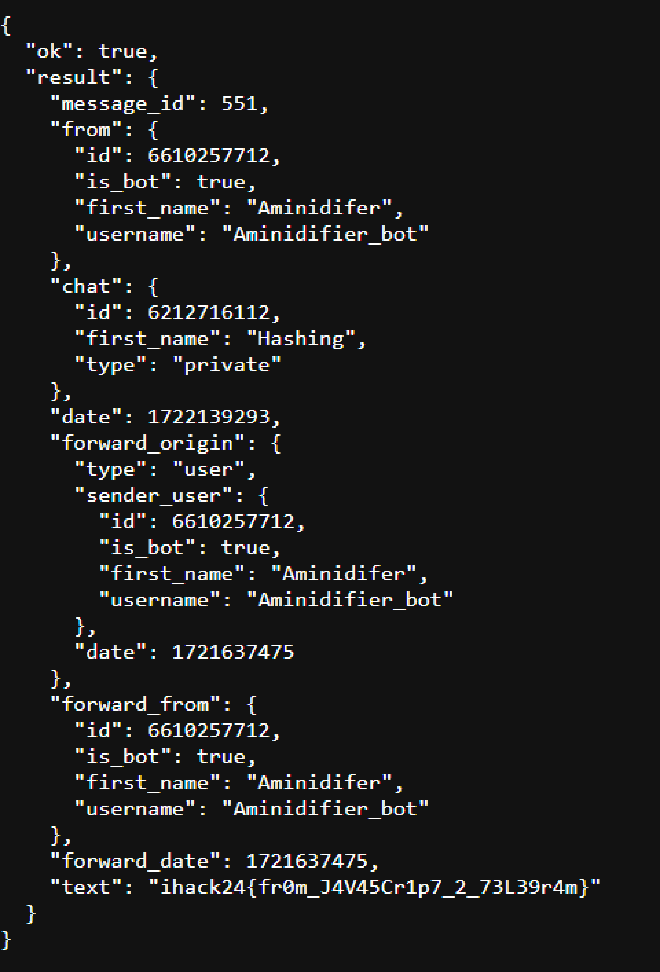 {
  "ok": true,
  "result": {
    "message_id": 551,
    "from": {
      "id": 6610257712,
      "is_bot": true,
      "first_name": "Aminidifer",
      "username": "Aminidifier_bot"
    },
    "chat": {
      "id": 6212716112,
      "first_name": "Hashing",
      "type": "private"
    },
    "date": 1722139293,
    "forward_origin": {
      "type": "user",
      "sender_user": {
        "id": 6610257712,
        "is_bot": true,
        "first_name": "Aminidifer",
        "username": "Aminidifier_bot"
      },
      "date": 1721637475
    },
    "forward_from": {
      "id": 6610257712,
      "is_bot": true,
      "first_name": "Aminidifer",
      "username": "Aminidifier_bot"
    },
    "forward_date": 1721637475,
    "text": "ihack24{fr0m_J4V45Cr1p7_2_73L39r4m}"
  }
}